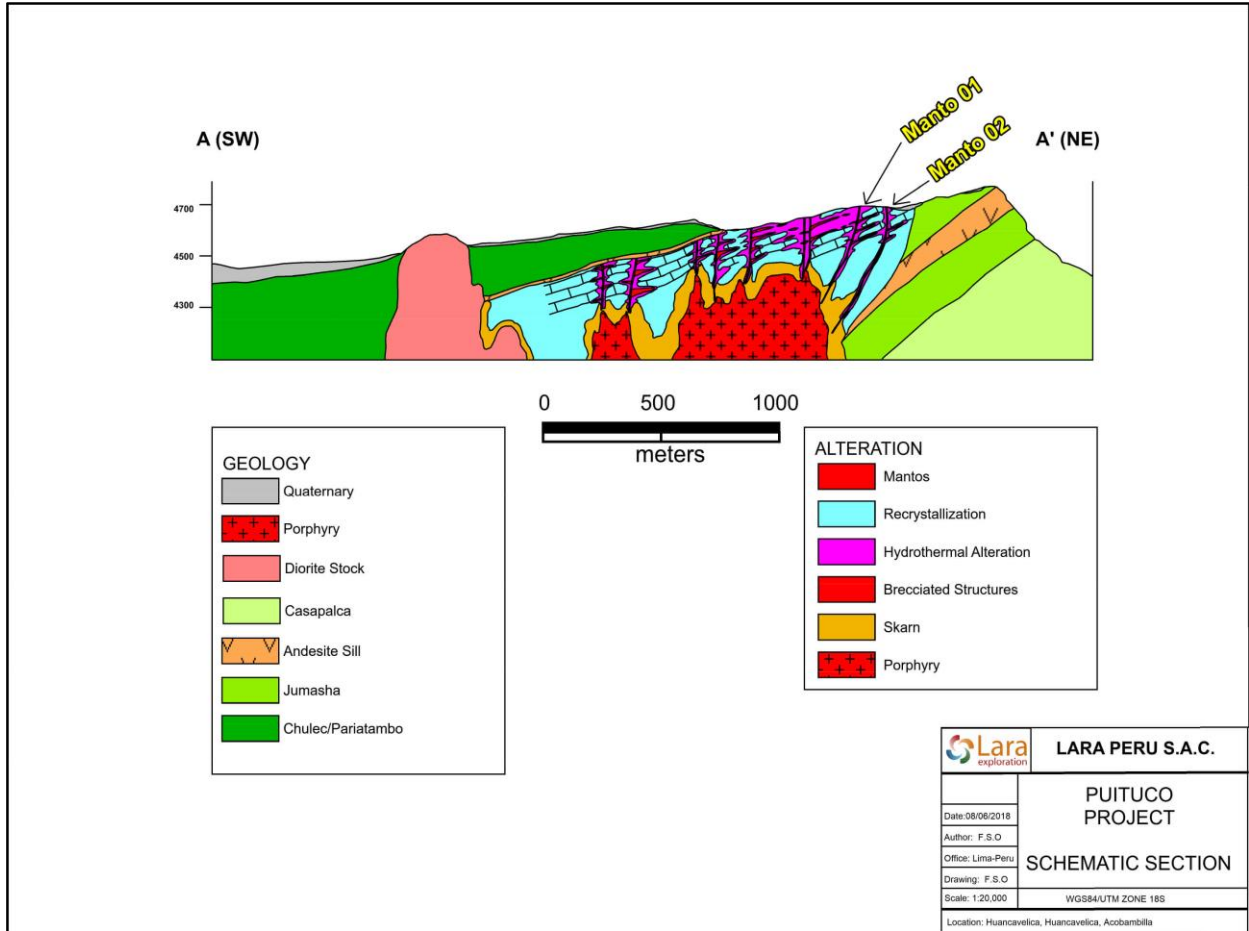 Manto 01
Manto 02
A (SW)
A' (NE)
4700
4500
4300
0 500 1000
meters
GEOLOGY
Quaternary
Porphyry
Diorite Stock
Casapalca
Andesite Sill
Jumasha
Chulec/Pariatambo
ALTERATION
Mantos
Recrystallization
Hydrothermal Alteration
Brecciated Structures
Skarn
Porphyry
Lara
exploration
LARA PERU S.A.C.
Date:08/06/2018
Author: F.S.O
Office: Lima-Peru
Drawing: F.S.O
Scale: 1:20,000
PUITUCO
PROJECT
SCHEMATIC SECTION
WGS84/UTM ZONE 18S
Location: Huancavelica, Huancavelica, Acobambilla